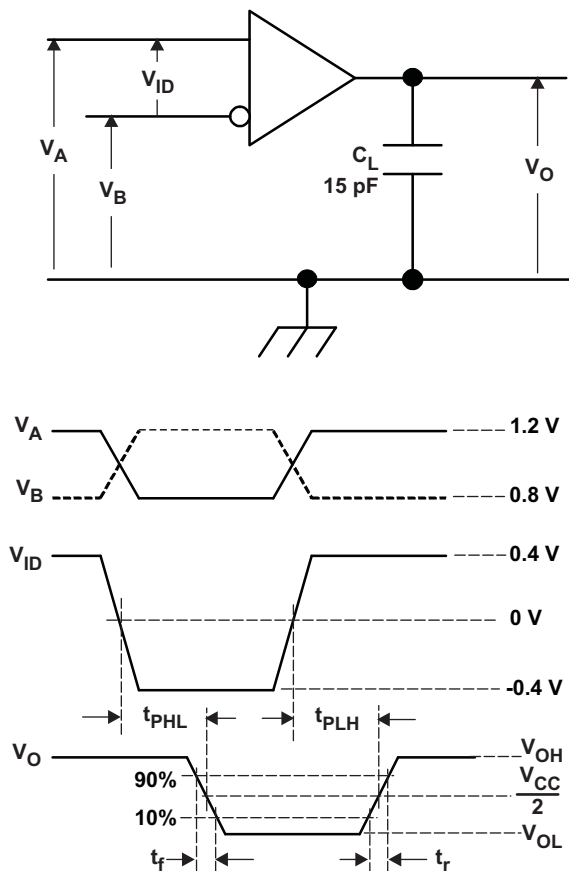 V_ID
V_A
V_B
C_L
15 pF
V_O
V_A
1.2 V
V_B
0.8 V
V_ID
0.4 V
0 V
-0.4 V
t_PHL
t_PLH
V_O
V_OH
90%
V_CC
2
10%
V_OL
t_f
t_r